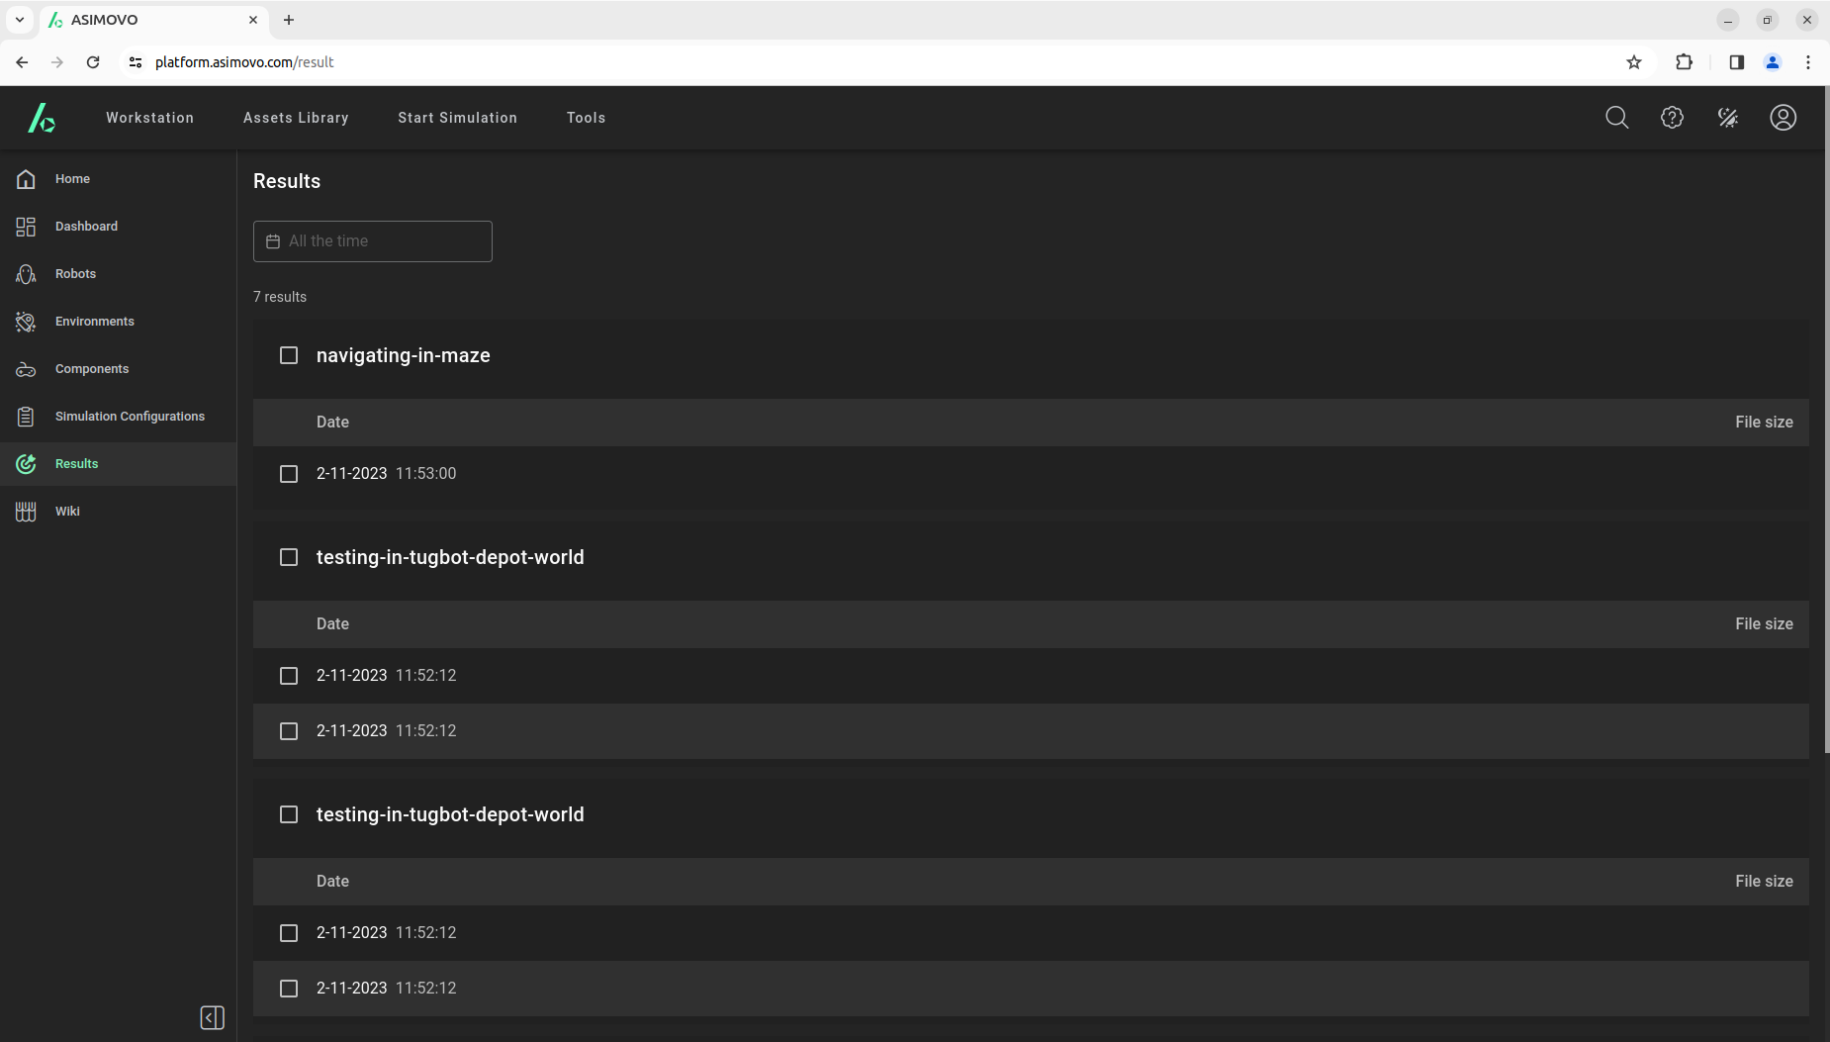 ASIMOVO
platform.asimovo.com/result
Workstation Assets Library Start Simulation Tools
Home
Dashboard
Robots
Environments
Components
Simulation Configurations
Results
Wiki
Results
All the time
7 results
navigating-in-maze
Date File size
2-11-2023 11:53:00
testing-in-tugbot-depot-world
Date File size
2-11-2023 11:52:12
2-11-2023 11:52:12
testing-in-tugbot-depot-world
Date File size
2-11-2023 11:52:12
2-11-2023 11:52:12